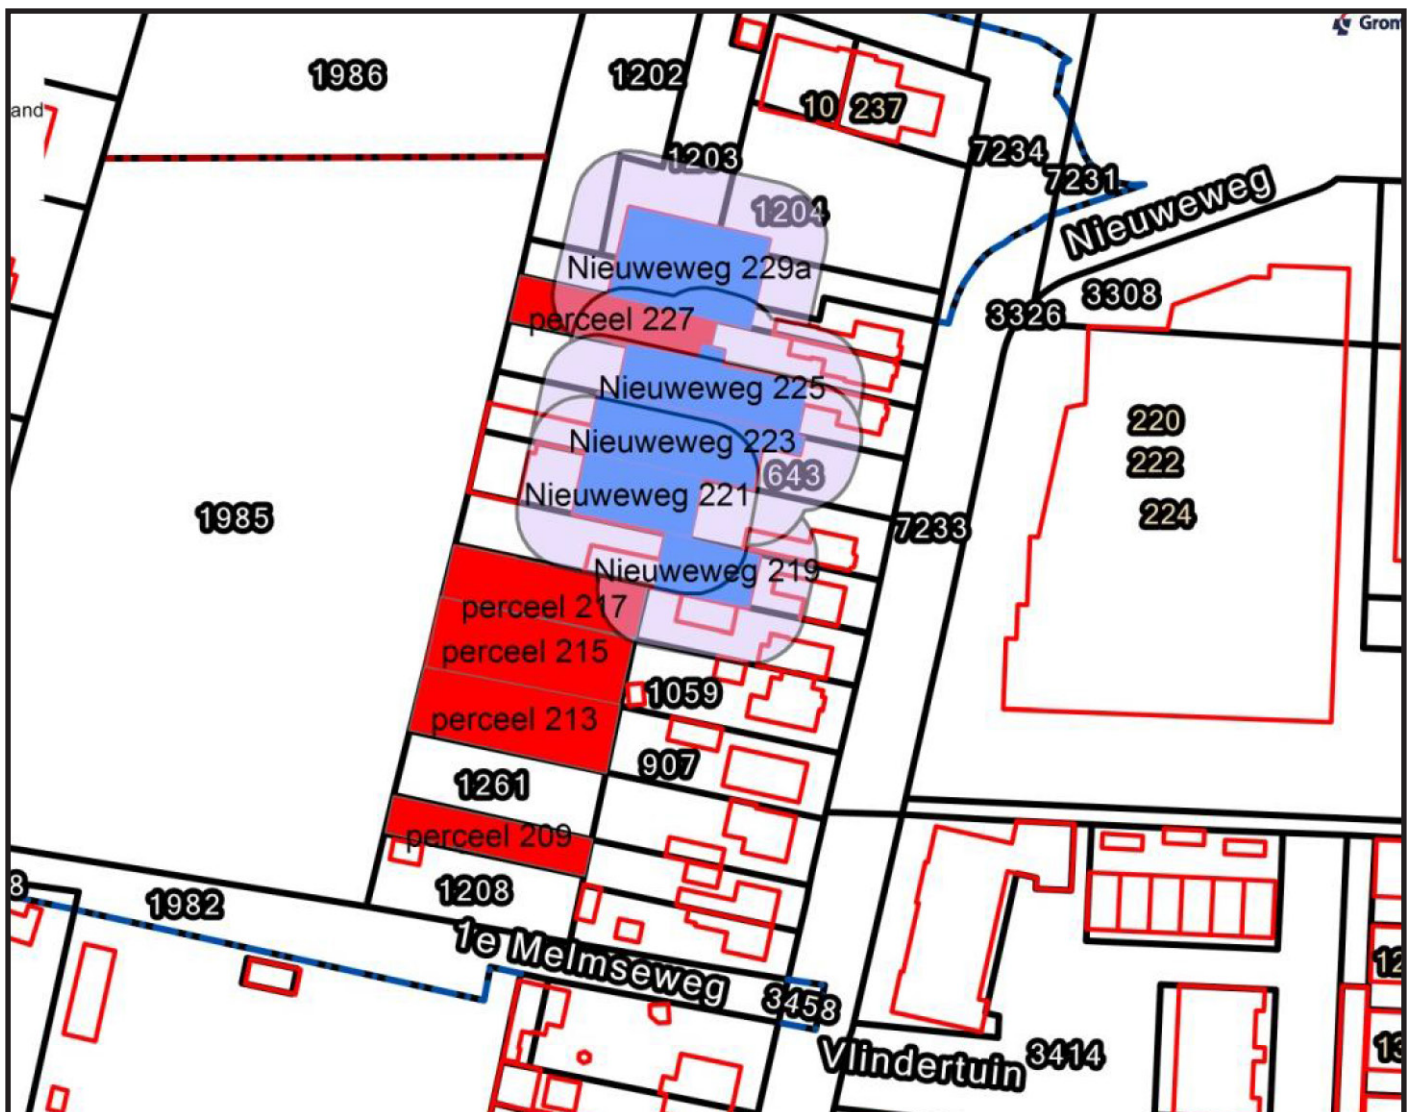 Gron
1986
1202
and
10
237
1203
7234
7231
1204
Nieuweweg
Nieuweweg 229a
3308
3326
perceel 227
Nieuweweg 225
220
Nieuweweg 223
222
643
Nieuweweg 221
224
1985
7233
Nieuweweg 219
perceel 217
perceel 215
1059
perceel 213
907
1261
perceel 209
8
1208
1982
1e Melmseweg
12
3458
Vlindertuin
3414
13